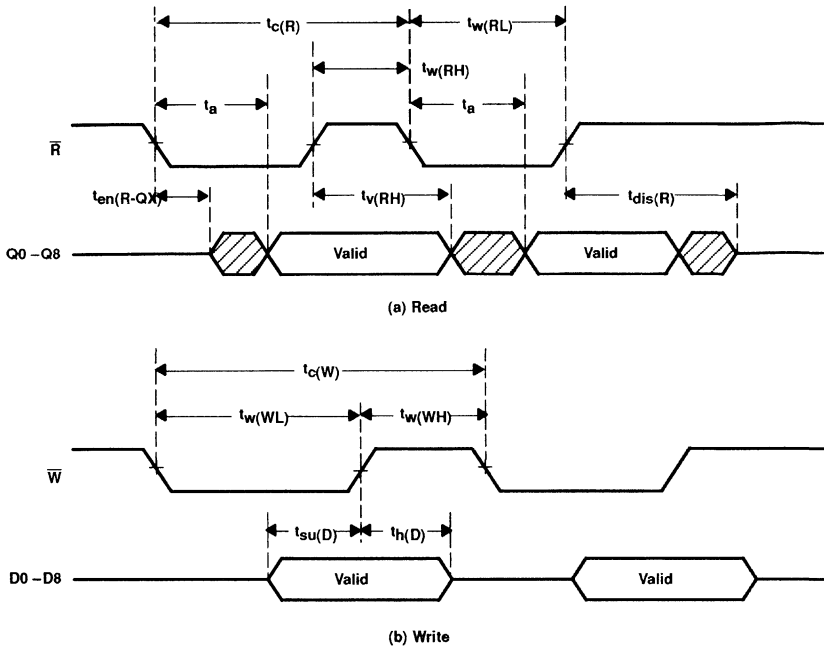 tc(R) tw(RL)
tw(RH)
ta ta
R̅
ten(R-QX) tv(RH) tdis(R)
Q0 –Q8 Valid Valid
(a) Read
tc(W)
tw(WL) tw(WH)
W̅
tsu(D) th(D)
D0 –D8 Valid Valid
(b) Write